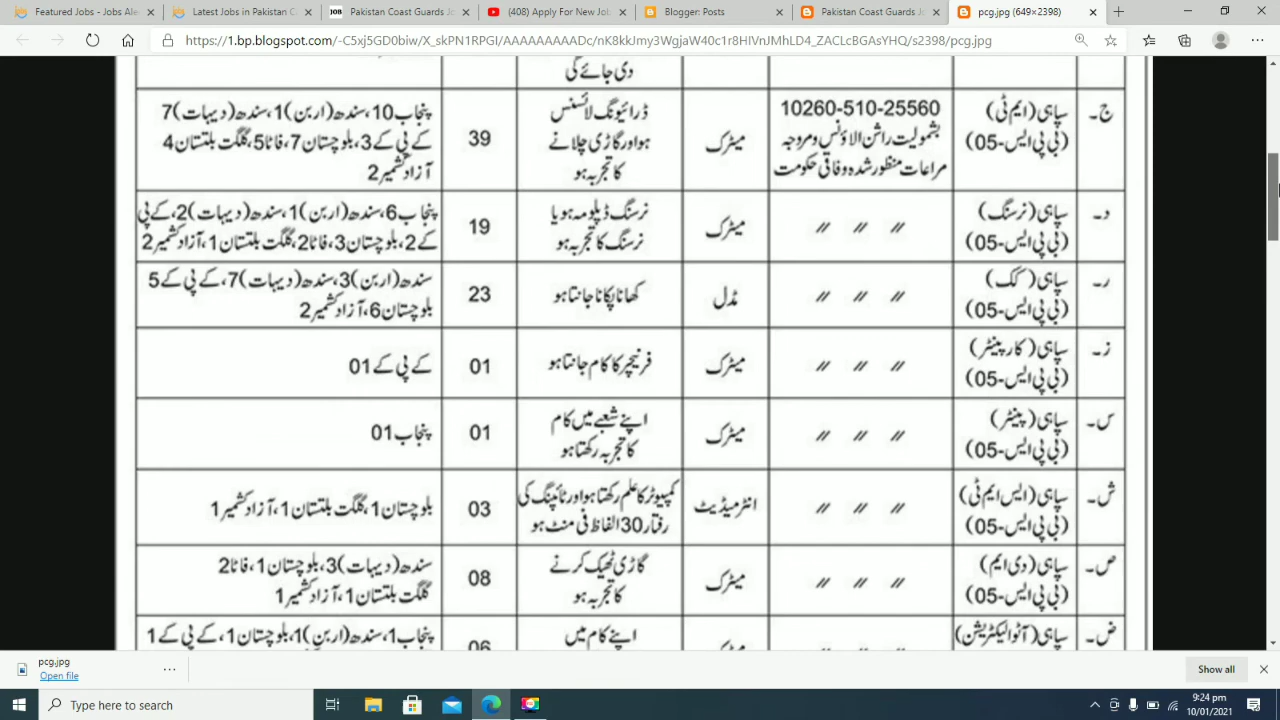 Featured Jobs - Jobs Ale
Latest Jobs in Pakistan C
Pakistan Coast Guards Jo
(408) Apply For New Job
Blogger: Posts
Pakistan Coast Guards Jo
pcg.jpg (649×2398)
https://1.bp.blogspot.com/-C5xj5GD0biw/X_skPN1RPGI/AAAAAAAAADc/nK8kkJmy3WgjaW40c1r8HIVnJMhLD4_ZACLcBGAsYHQ/s2398/pcg.jpg
دی جائے گی
ج۔ سپاہی (ایم ٹی) 10260-510-25560 ڈرائیونگ لائسنس پنجاب 10، سندھ (اربن) 1، سندھ (دیہات) 7
(بی پی ایس-05) بشمولیت راشن الاؤنس و مروجہ میٹرک ہو اور گاڑی چلانے 39 کے پی کے 3، بلوچستان 7، فاٹا 5، گلگت بلتستان 4
مراعات منظور شدہ وفاقی حکومت کا تجربہ ہو آزاد کشمیر 2
د۔ سپاہی (نرسنگ) // // // میٹرک نرسنگ ڈپلومہ ہو یا 19 پنجاب 6، سندھ (اربن) 1، سندھ (دیہات) 2، کے پی
(بی پی ایس-05) نرسنگ کا تجربہ ہو کے 2، بلوچستان 3، فاٹا 2، گلگت بلتستان 1، آزاد کشمیر 2
ر۔ سپاہی (کک) // // // مڈل کھانا پکانا جانتا ہو 23 سندھ (اربن) 3، سندھ (دیہات) 7، کے پی کے 5
(بی پی ایس-05) بلوچستان 6، آزاد کشمیر 2
ز۔ سپاہی (کارپینٹر) // // // میٹرک فرنیچر کا کام جانتا ہو 01 کے پی کے 01
(بی پی ایس-05)
س۔ سپاہی (پینٹر) // // // میٹرک اپنے شعبے میں کام 01 پنجاب 01
(بی پی ایس-05) کا تجربہ رکھتا ہو
ش۔ سپاہی (ایس ایم ٹی) // // // انٹرمیڈیٹ کمپیوٹر کا علم رکھتا ہو اور ٹائپنگ کی 03 بلوچستان 1، گلگت بلتستان 1، آزاد کشمیر 1
(بی پی ایس-05) رفتار 30 الفاظ فی منٹ ہو
ص۔ سپاہی (وی ایم) // // // میٹرک گاڑی ٹھیک کرنے 08 سندھ (دیہات) 3، بلوچستان 1، فاٹا 2
(بی پی ایس-05) کا تجربہ ہو گلگت بلتستان 1، آزاد کشمیر 1
ض۔ سپاہی (آٹو الیکٹریشن) اپنے کام میں 06 پنجاب 1، سندھ (اربن) 1، بلوچستان 1، کے پی کے 1
pcg.jpg
Open file
Show all
Type here to search
9:24 pm
10/01/2021